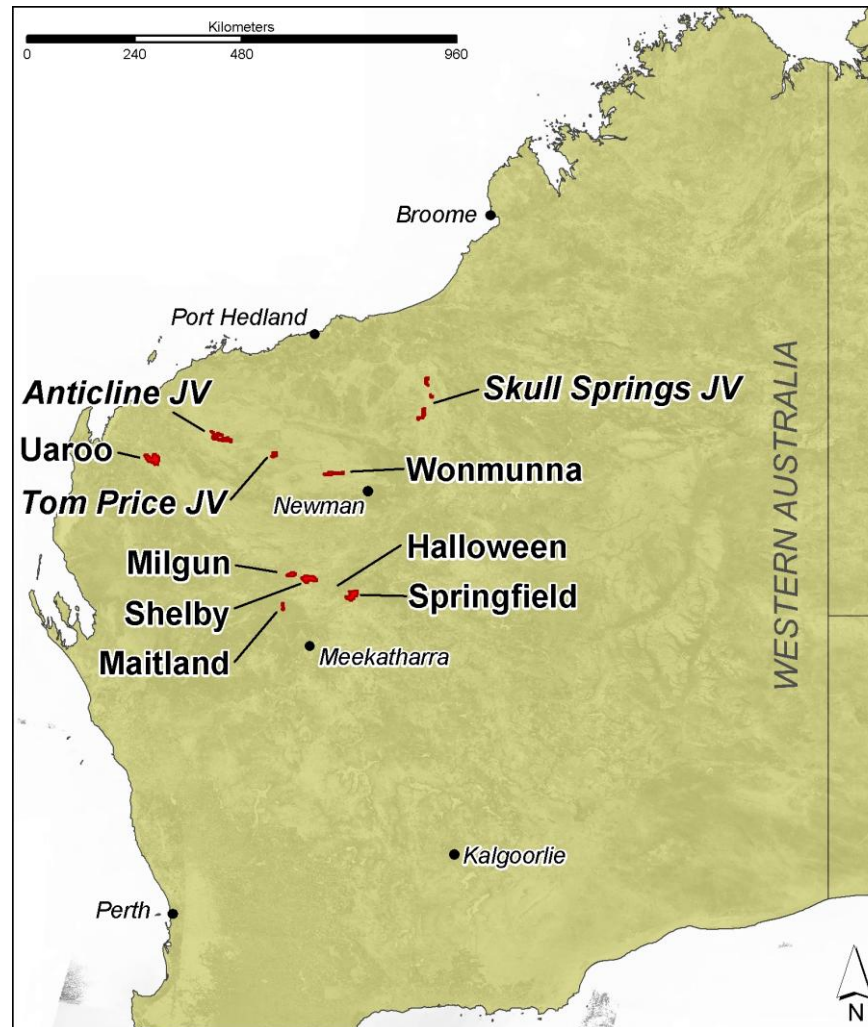 Kilometers
0 240 480 960
Broome
Port Hedland
Anticline JV
Skull Springs JV
Uaroo
Wonmunna
Tom Price JV
Newman
WESTERN AUSTRALIA
Milgun
Halloween
Shelby
Springfield
Maitland
Meekatharra
Kalgoorlie
Perth
N